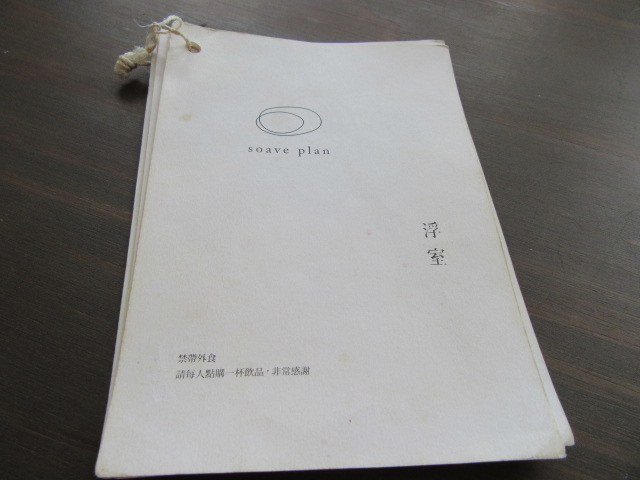 soave plan
浮室
禁帶外食
請每人點購一杯飲品，非常感謝